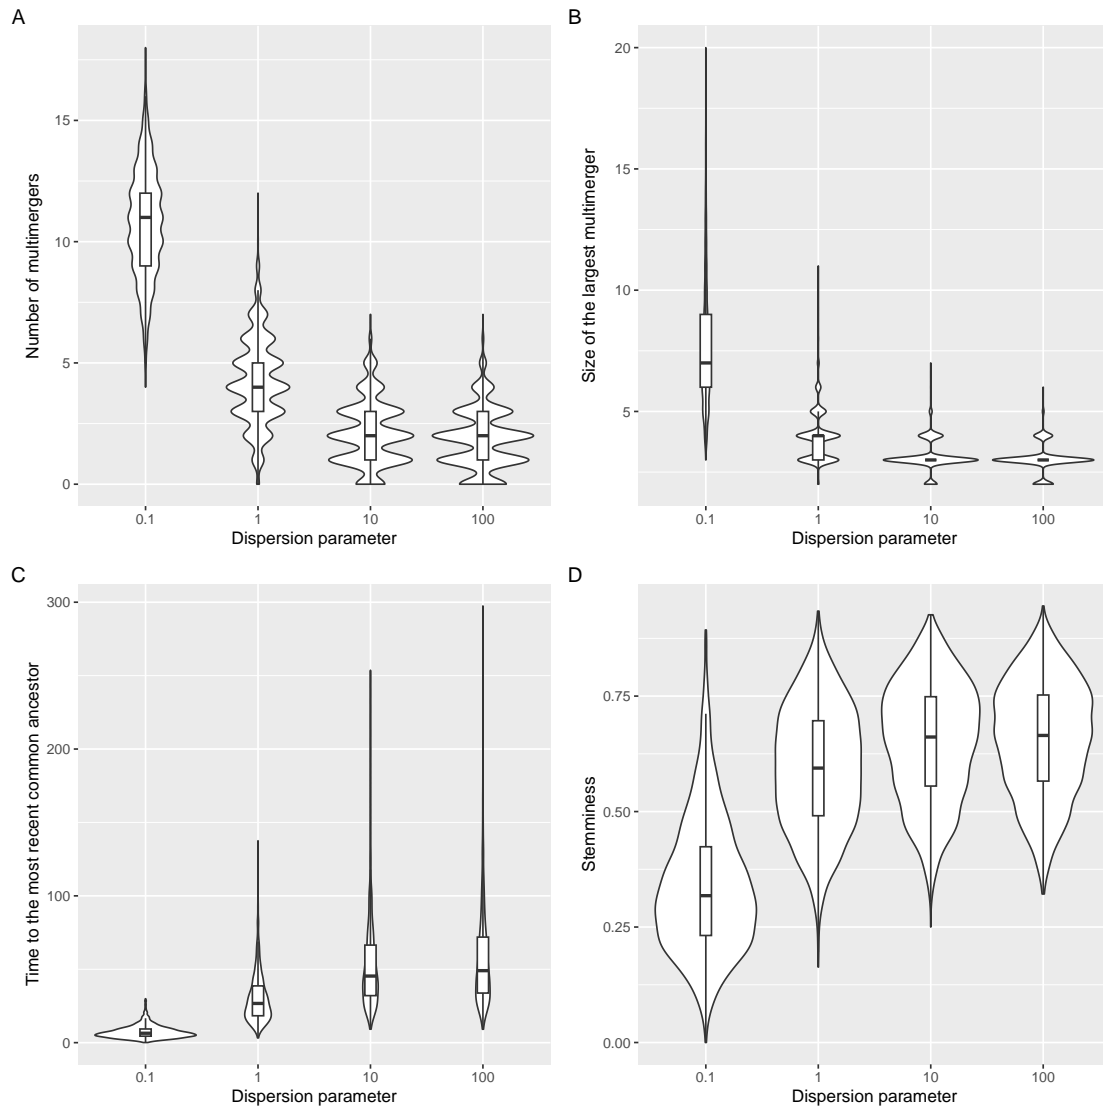 A
Number of multimergers
15
10
5
0
0.1 1 10 100
Dispersion parameter
B
Size of the largest multimerger
20
15
10
5
0.1 1 10 100
Dispersion parameter
C
Time to the most recent common ancestor
300
200
100
0
0.1 1 10 100
Dispersion parameter
D
Stemminess
0.75
0.50
0.25
0.00
0.1 1 10 100
Dispersion parameter